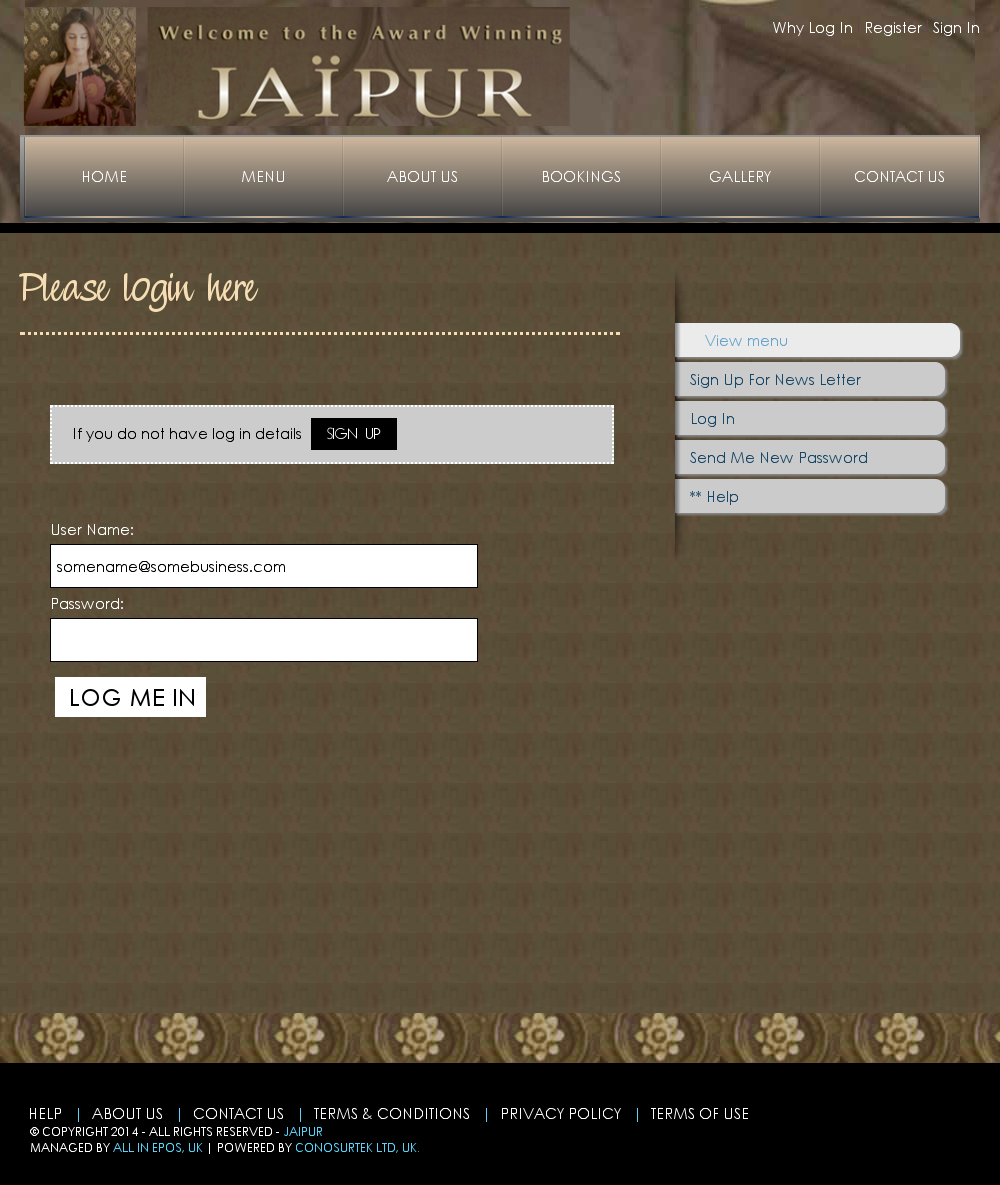 Why Log In Register Sign In
Welcome to the Award Winning
JAÏPUR
HOME MENU ABOUT US BOOKINGS GALLERY CONTACT US
Please login here
If you do not have log in details SIGN UP
User Name:
somename@somebusiness.com
Password:
LOG ME IN
View menu
Sign Up For News Letter
Log In
Send Me New Password
** Help
HELP | ABOUT US | CONTACT US | TERMS & CONDITIONS | PRIVACY POLICY | TERMS OF USE
© COPYRIGHT 2014 - ALL RIGHTS RESERVED - JAIPUR
MANAGED BY ALL IN EPOS, UK | POWERED BY CONOSURTEK LTD, UK.